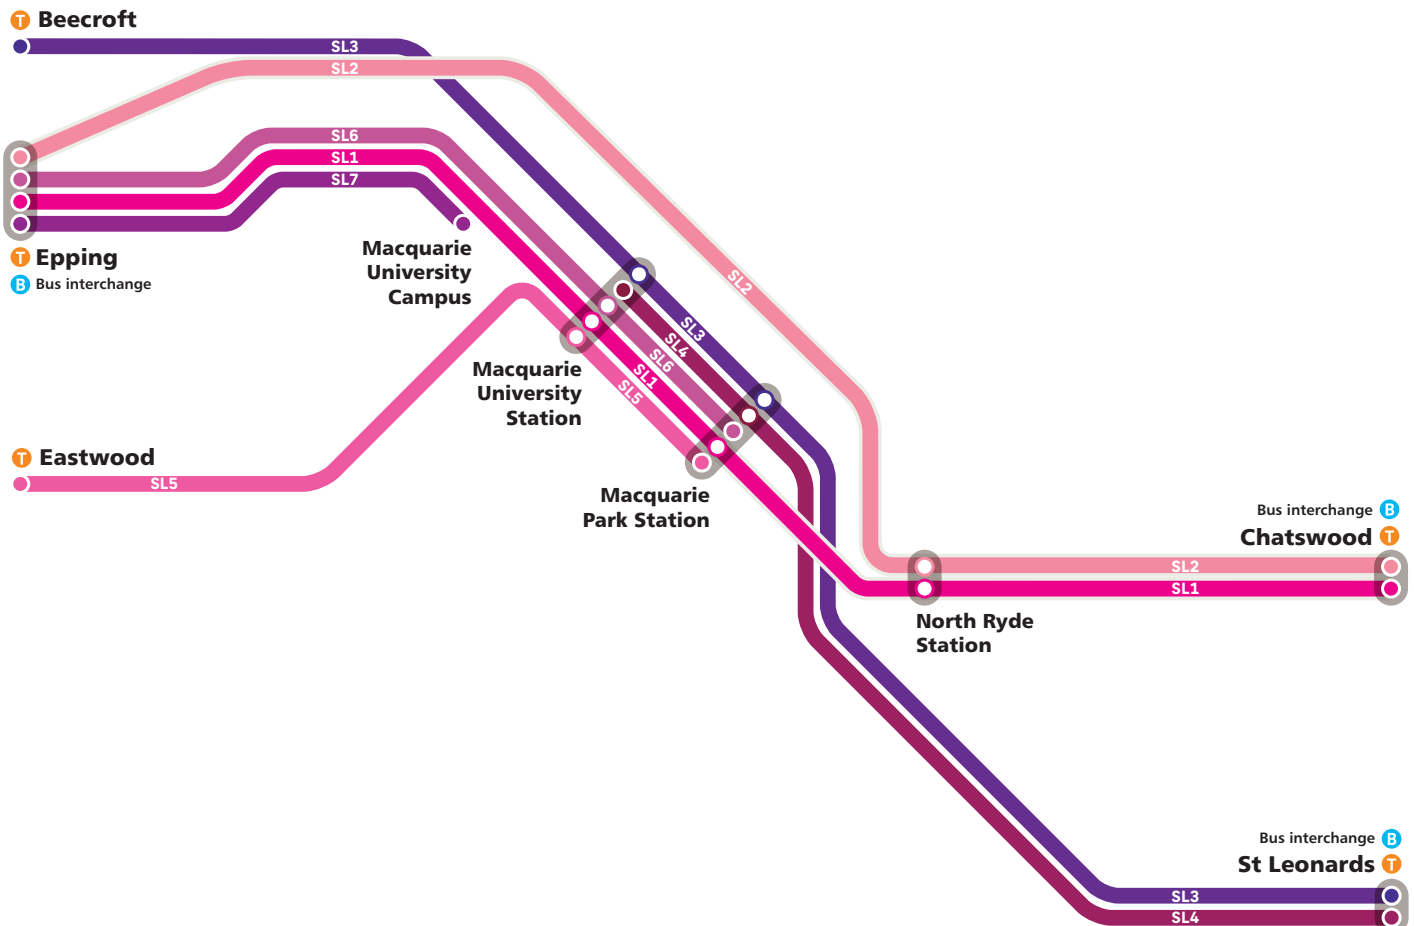 T Beecroft
SL3
SL2
SL6
SL1
SL7
T Epping
B Bus interchange
Macquarie
University
Campus
SL2
SL3
SL4
SL6
SL1
SL5
Macquarie
University
Station
T Eastwood
SL5
Macquarie
Park Station
Bus interchange B
Chatswood T
SL2
SL1
North Ryde
Station
Bus interchange B
St Leonards T
SL3
SL4